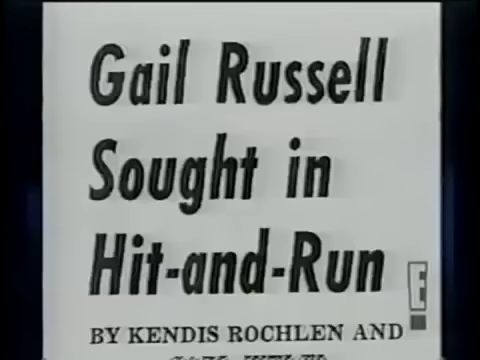 Gail Russell
Sought in
Hit-and-Run
BY KENDIS ROCHLEN AND
E!